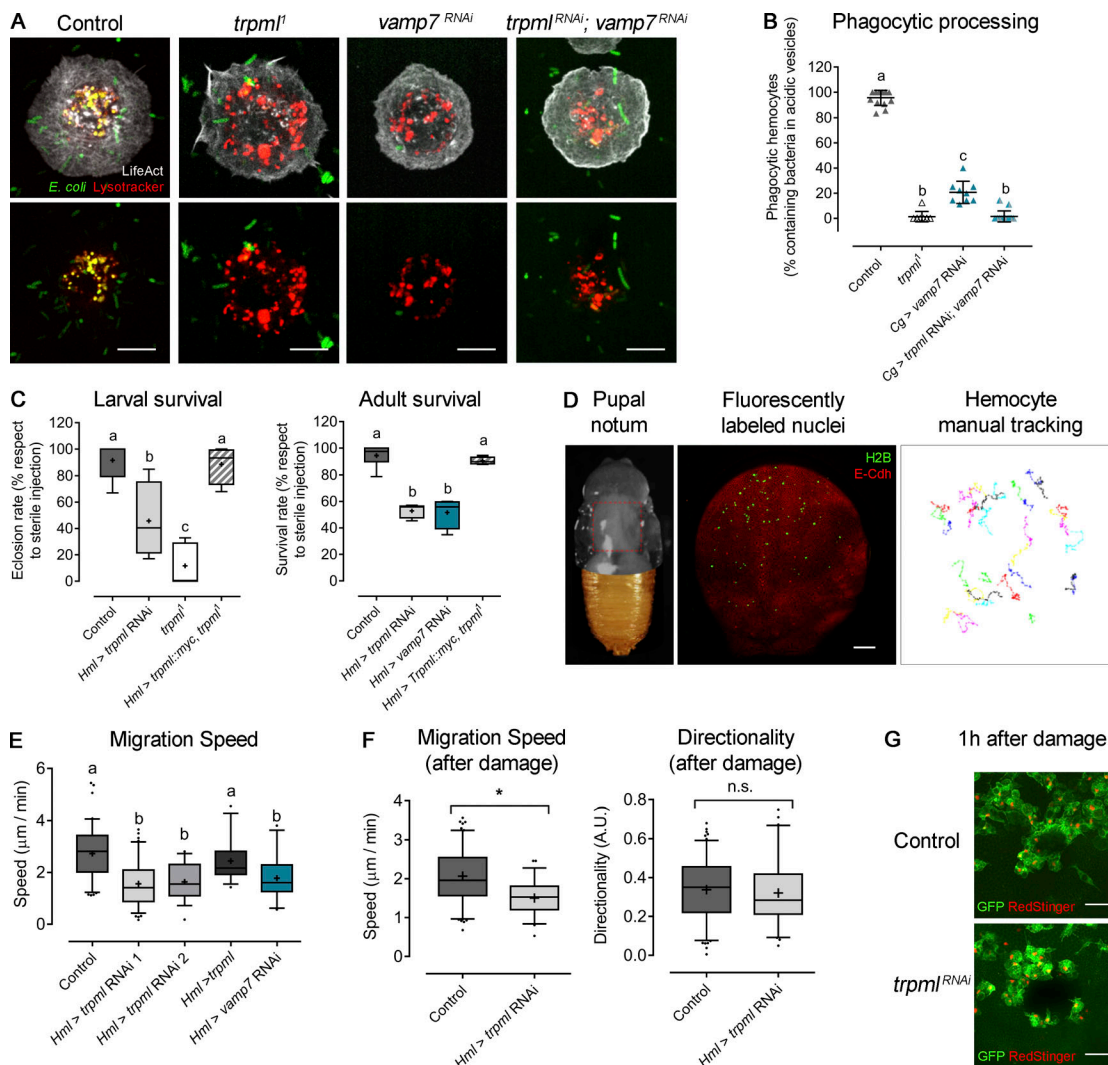 A
Control
trpml¹
vamp7 RNAi
trpml RNAi; vamp7 RNAi
LifeAct
E. coli Lysotracker
B
Phagocytic processing
Phagocytic hemocytes
(% containing bacteria in acidic vesicles)
120
100
80
60
40
20
0
a
b
c
b
Control
trpml¹
Cg > vamp7 RNAi
Cg > trpml RNAi; vamp7 RNAi
C
Larval survival
Eclosion rate (% respect
to sterile injection)
120
100
80
60
40
20
0
a
b
c
a
Control
Hml > trpml RNAi
trpml¹
Hml > trpml::myc, trpml¹
Adult survival
Survival rate (% respect
to sterile injection)
120
100
80
60
40
20
0
a
b
b
a
Control
Hml > trpml RNAi
Hml > vamp7 RNAi
Hml > Trpml::myc, trpml¹
D
Pupal
notum
Fluorescently
labeled nuclei
H2B
E-Cdh
Hemocyte
manual tracking
E
Migration Speed
Speed (μm / min)
6
4
2
0
a
b
b
a
b
Control
Hml > trpml RNAi 1
Hml > trpml RNAi 2
Hml >trpml
Hml > vamp7 RNAi
F
Migration Speed
(after damage)
Speed (μm / min)
4
3
2
1
0
*
Control
Hml > trpml RNAi
Directionality
(after damage)
Directionality (A.U.)
0.8
0.6
0.4
0.2
0.0
n.s.
Control
Hml > trpml RNAi
G
1h after damage
Control
GFP RedStinger
trpml RNAi
GFP RedStinger